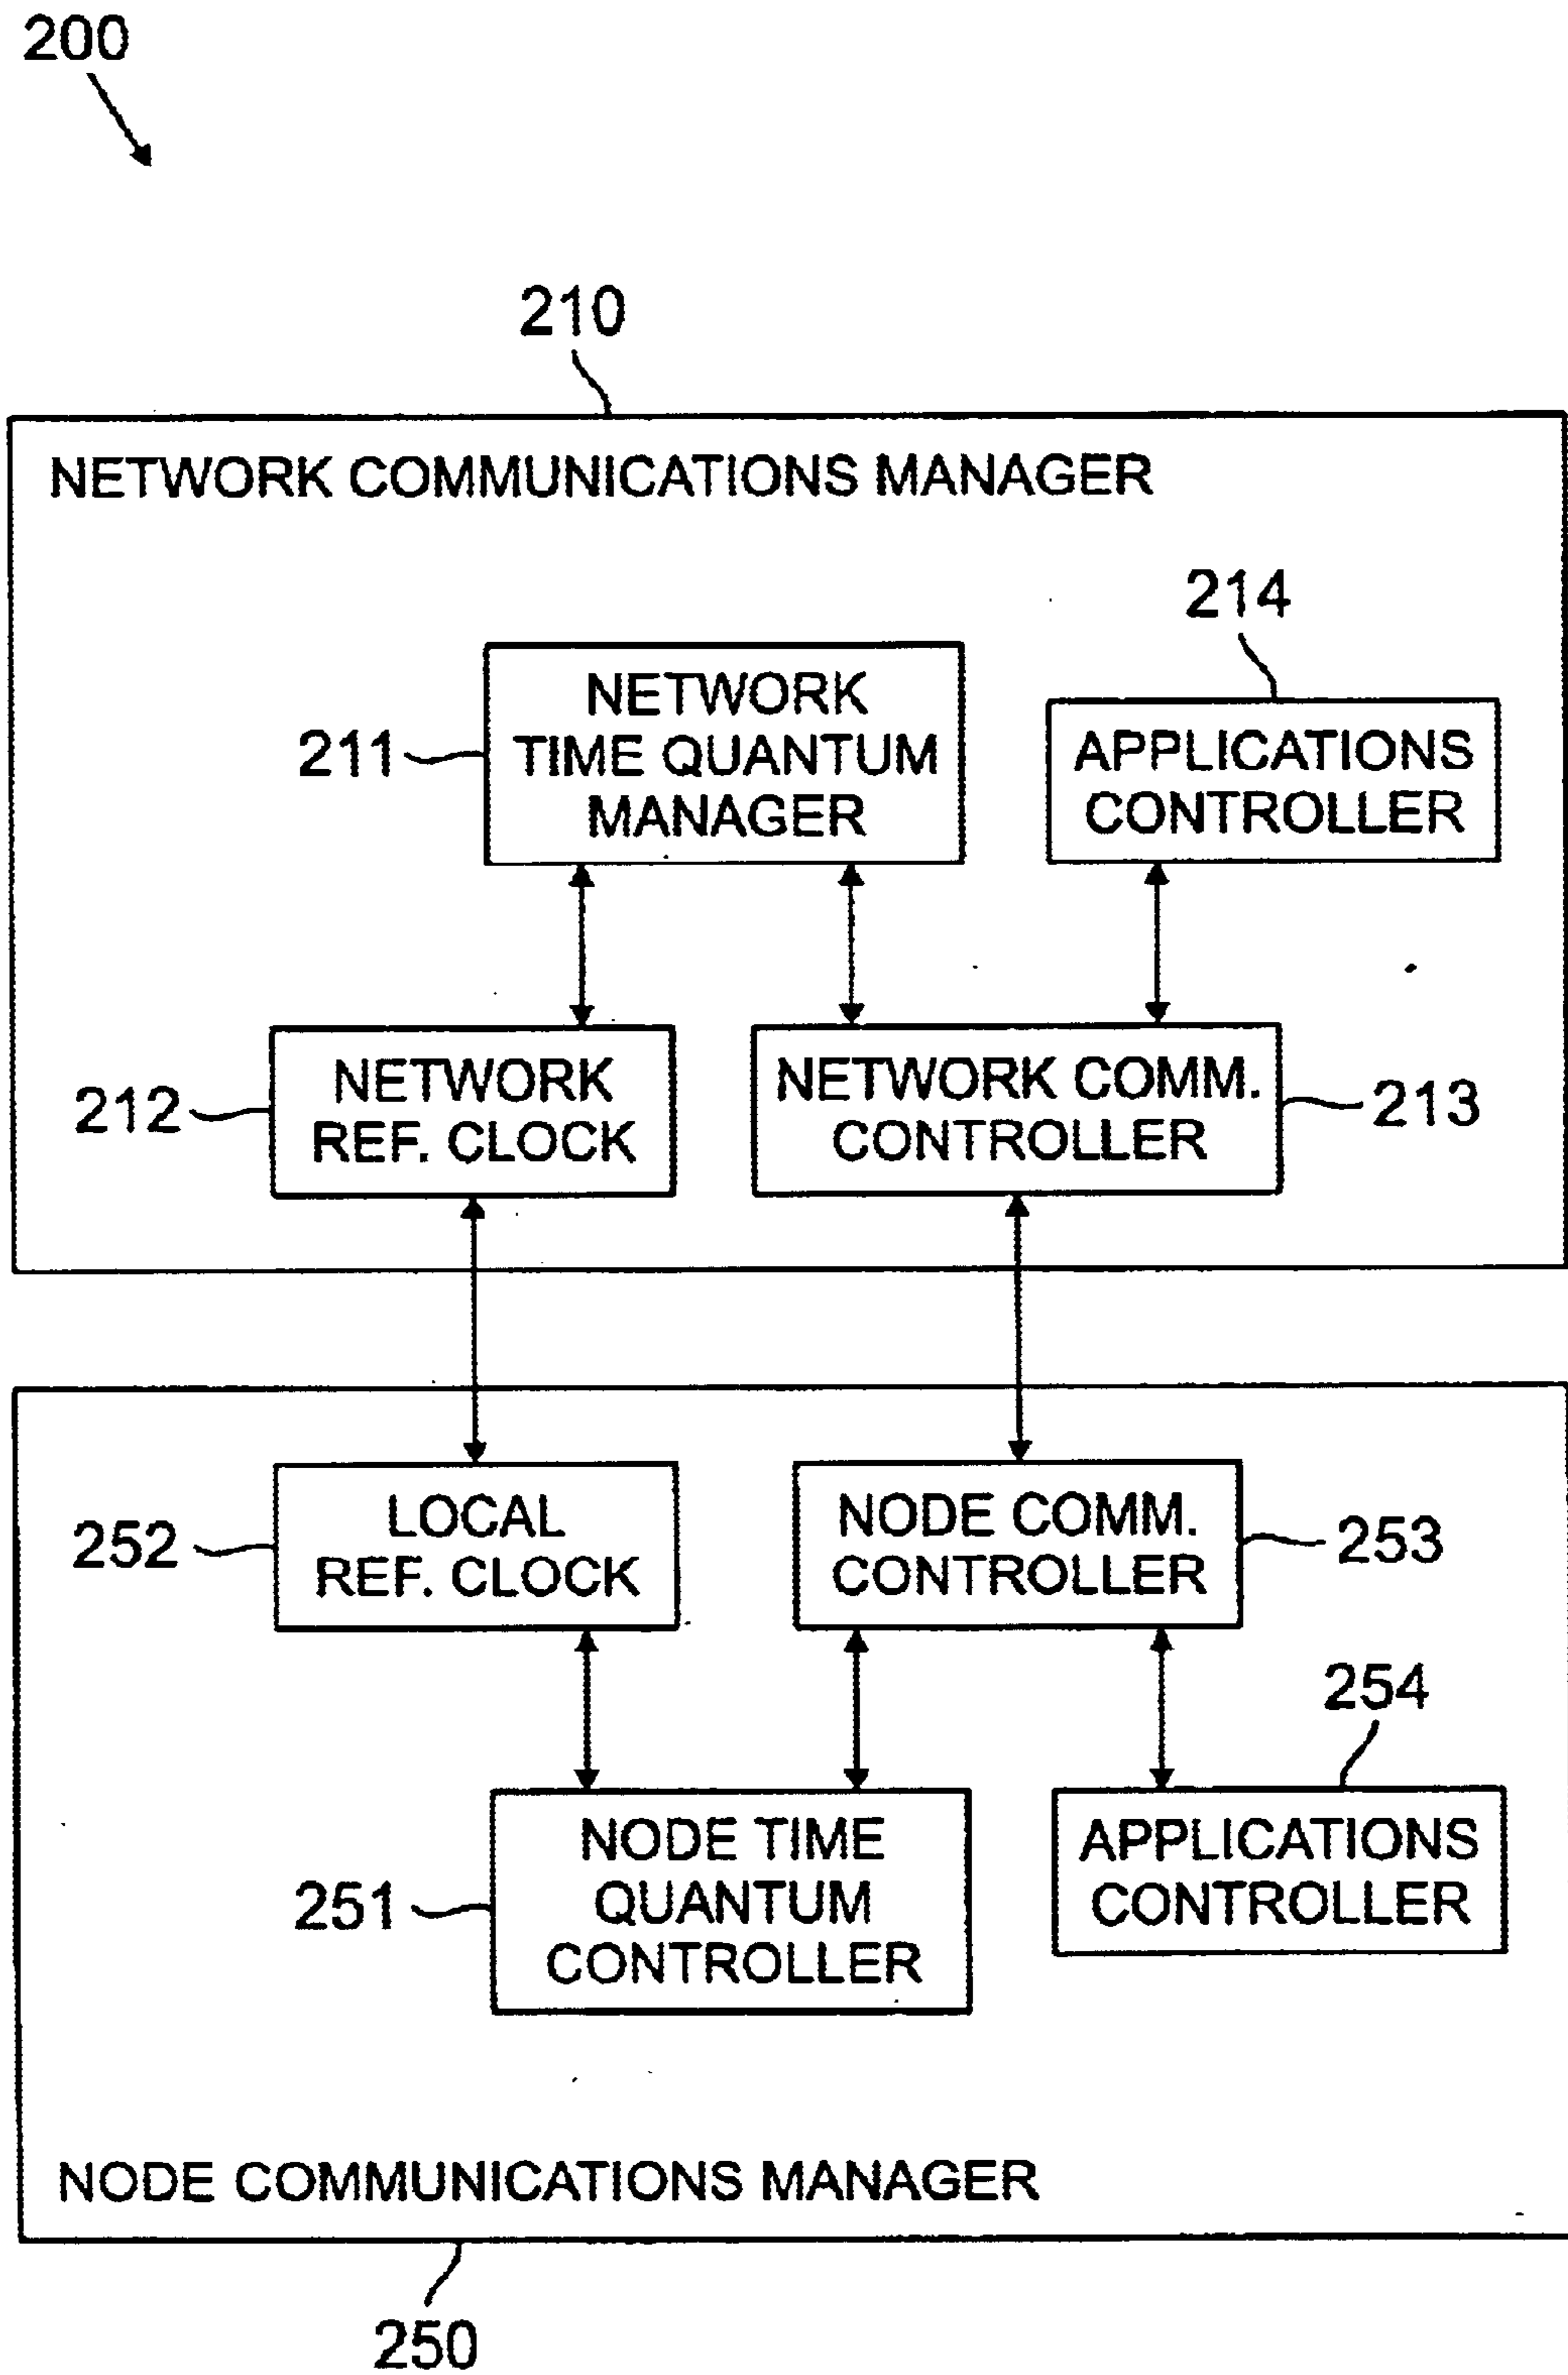 200
210
NETWORK COMMUNICATIONS MANAGER
214
NETWORK
TIME QUANTUM
MANAGER
211
APPLICATIONS
CONTROLLER
NETWORK
REF. CLOCK
212
NETWORK COMM.
CONTROLLER
213
LOCAL
REF. CLOCK
252
NODE COMM.
CONTROLLER
253
254
NODE TIME
QUANTUM
CONTROLLER
251
APPLICATIONS
CONTROLLER
NODE COMMUNICATIONS MANAGER
250